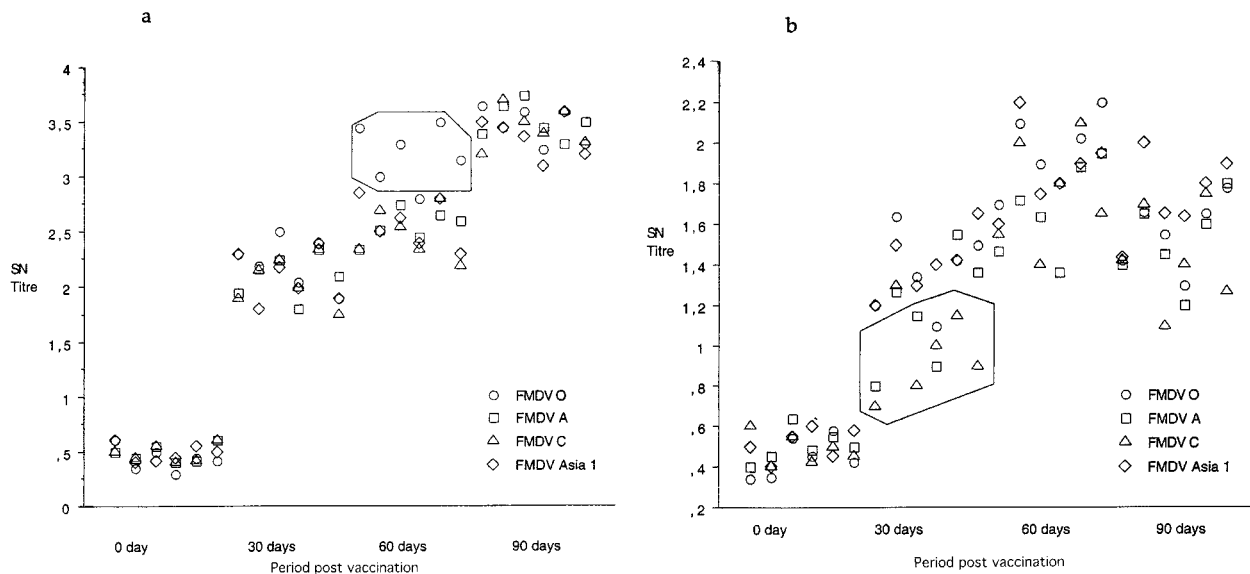 a
4
3,5
3
2,5
2
1,5
1
,5
0
SN
Titre
FMDV O
FMDV A
FMDV C
FMDV Asia 1
0 day 30 days 60 days 90 days
Period post vaccination
b
2,4
2,2
2
1,8
1,6
1,4
1,2
1
,8
,6
,4
,2
SN
Titre
FMDV O
FMDV A
FMDV C
FMDV Asia 1
0 day 30 days 60 days 90 days
Period post vaccination